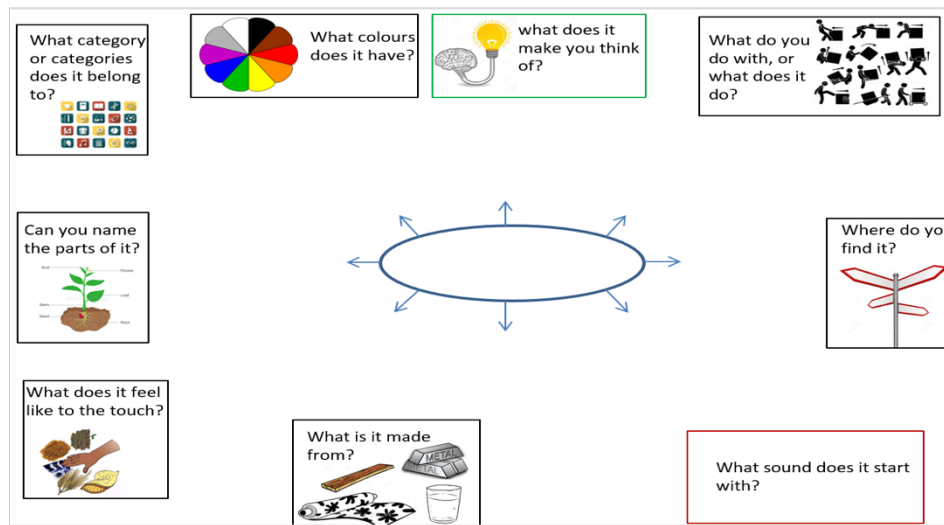 What category
or categories
does it belong
to?
What colours
does it have?
what does it
make you think
of?
What do you
do with, or
what does it
do?
Can you name
the parts of it?
Where do yo
find it?
What does it feel
like to the touch?
What is it made
from?
METAL
METAL
What sound does it start
with?